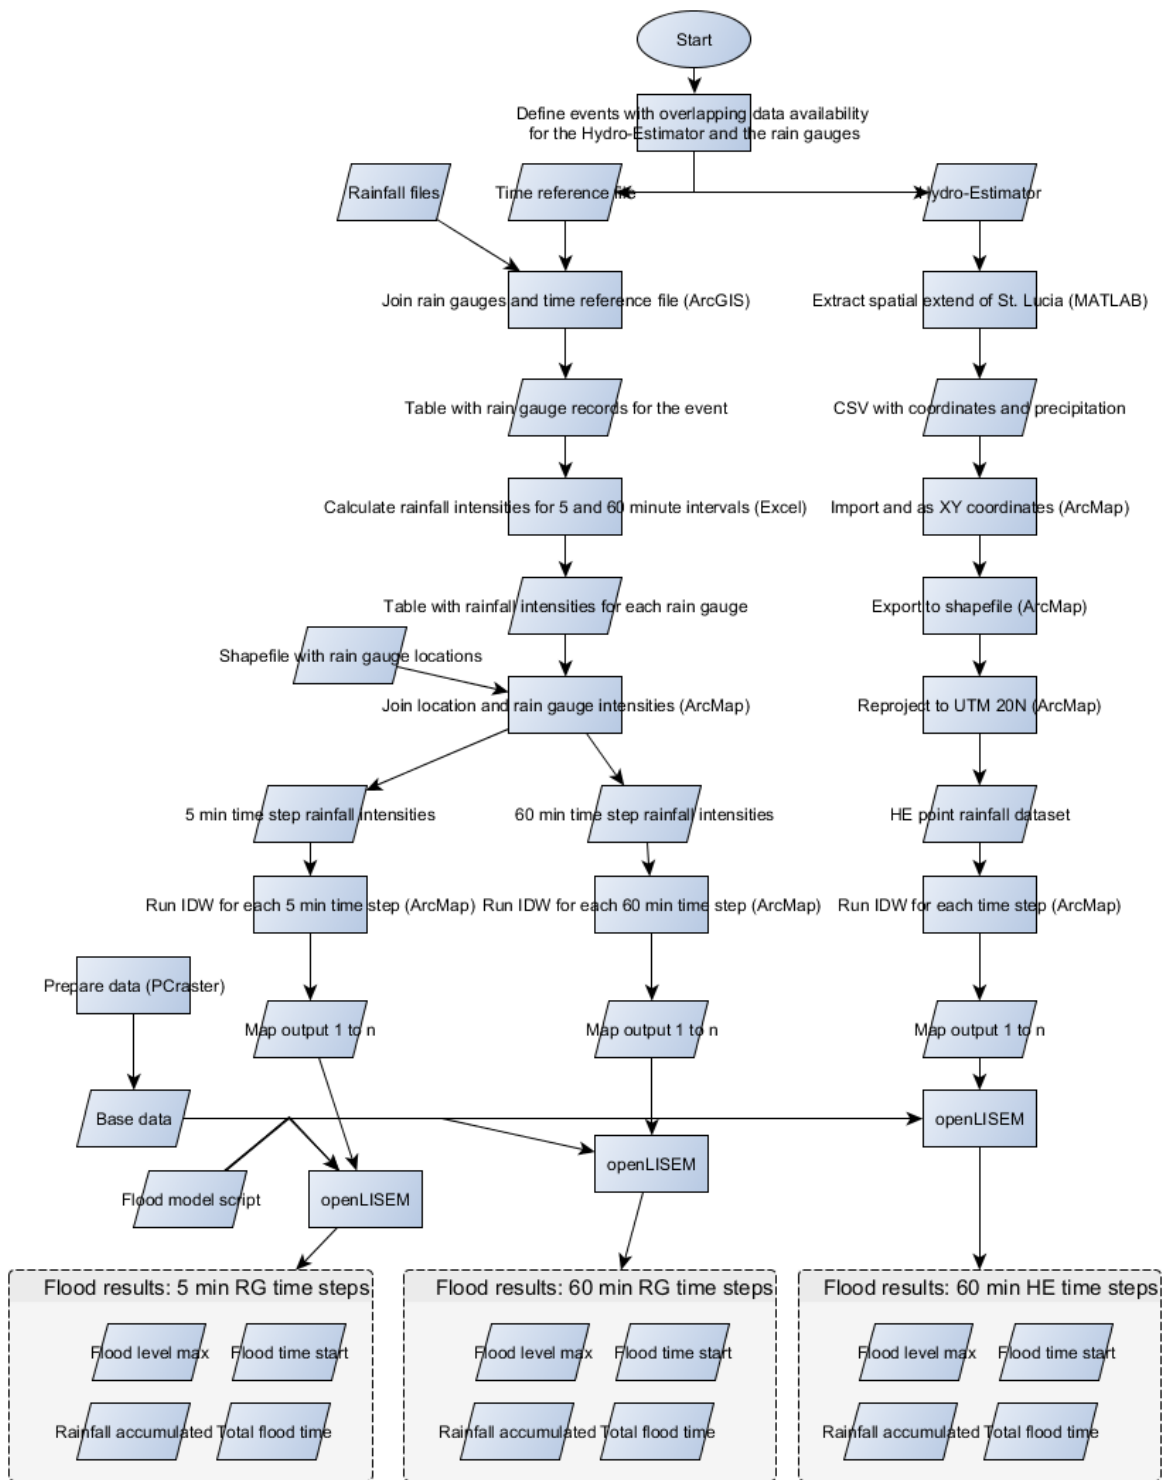 Start
Define events with overlapping data availability
for the Hydro-Estimator and the rain gauges
Rainfall files
Time reference file
Hydro-Estimator
Join rain gauges and time reference file (ArcGIS)
Extract spatial extend of St. Lucia (MATLAB)
Table with rain gauge records for the event
CSV with coordinates and precipitation
Calculate rainfall intensities for 5 and 60 minute intervals (Excel)
Import and as XY coordinates (ArcMap)
Table with rainfall intensities for each rain gauge
Export to shapefile (ArcMap)
Shapefile with rain gauge locations
Join location and rain gauge intensities (ArcMap)
Reproject to UTM 20N (ArcMap)
5 min time step rainfall intensities
60 min time step rainfall intensities
HE point rainfall dataset
Run IDW for each 5 min time step (ArcMap)
Run IDW for each 60 min time step (ArcMap)
Run IDW for each time step (ArcMap)
Prepare data (PCraster)
Map output 1 to n
Map output 1 to n
Map output 1 to n
Base data
openLISEM
openLISEM
Flood model script
openLISEM
Flood results: 5 min RG time steps
Flood results: 60 min RG time steps
Flood results: 60 min HE time steps
Flood level max
Flood time start
Flood level max
Flood time start
Flood level max
Flood time start
Rainfall accumulated
Total flood time
Rainfall accumulated
Total flood time
Rainfall accumulated
Total flood time